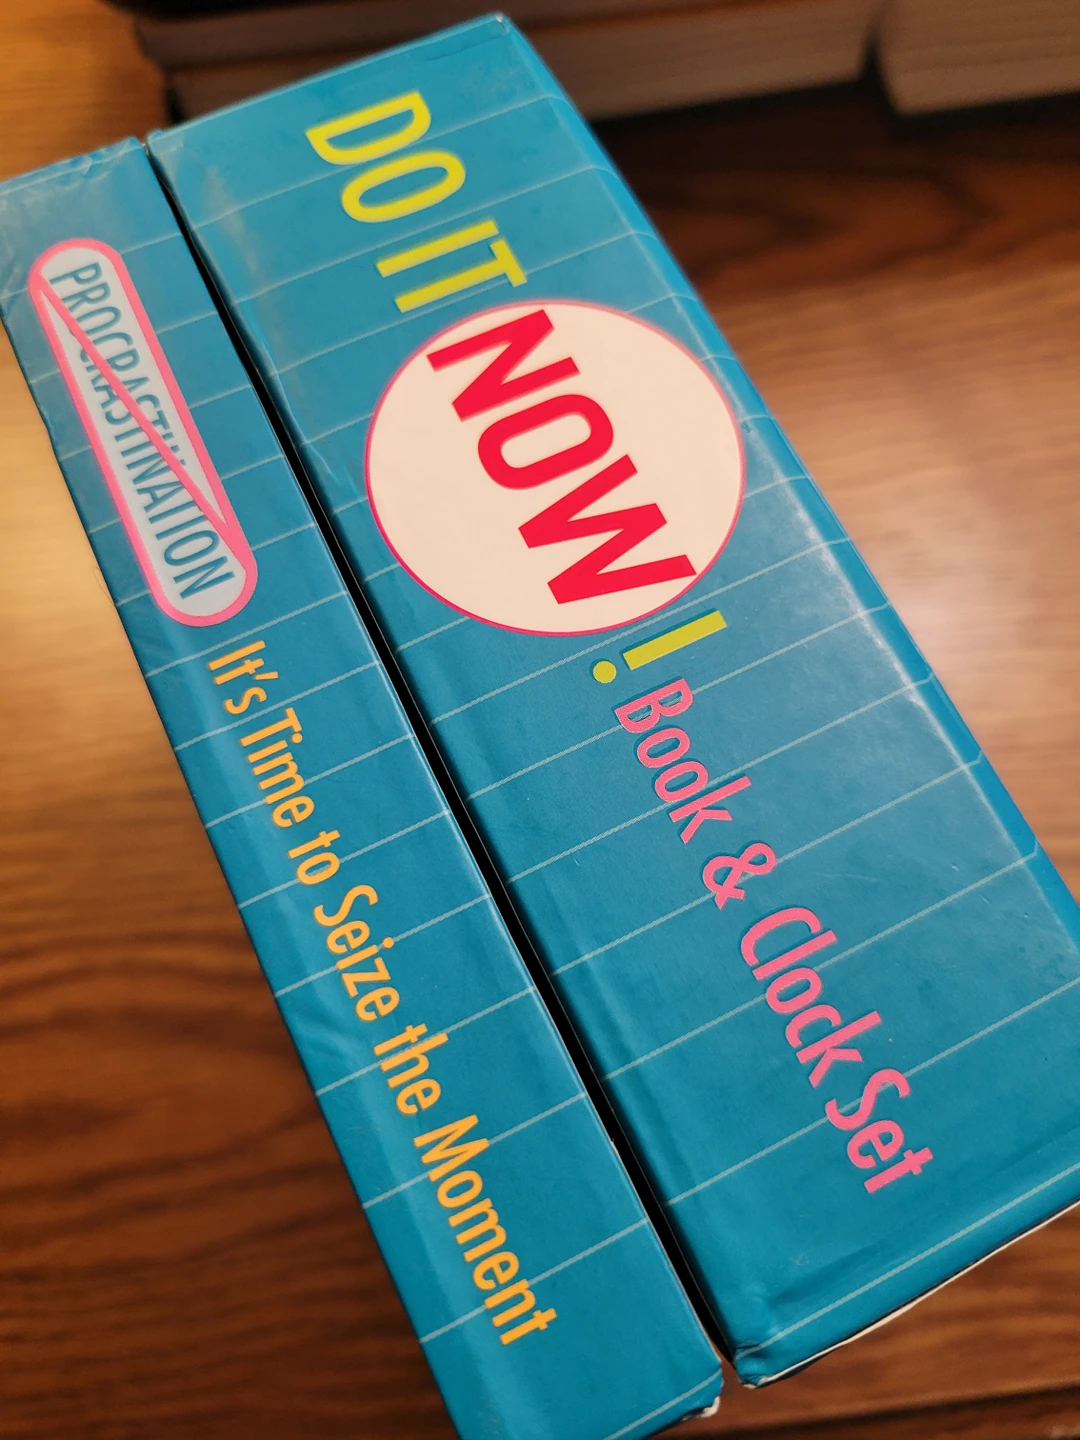 DO IT NOW! Book & Clock Set
PROCRASTINATION It's Time to Seize the Moment